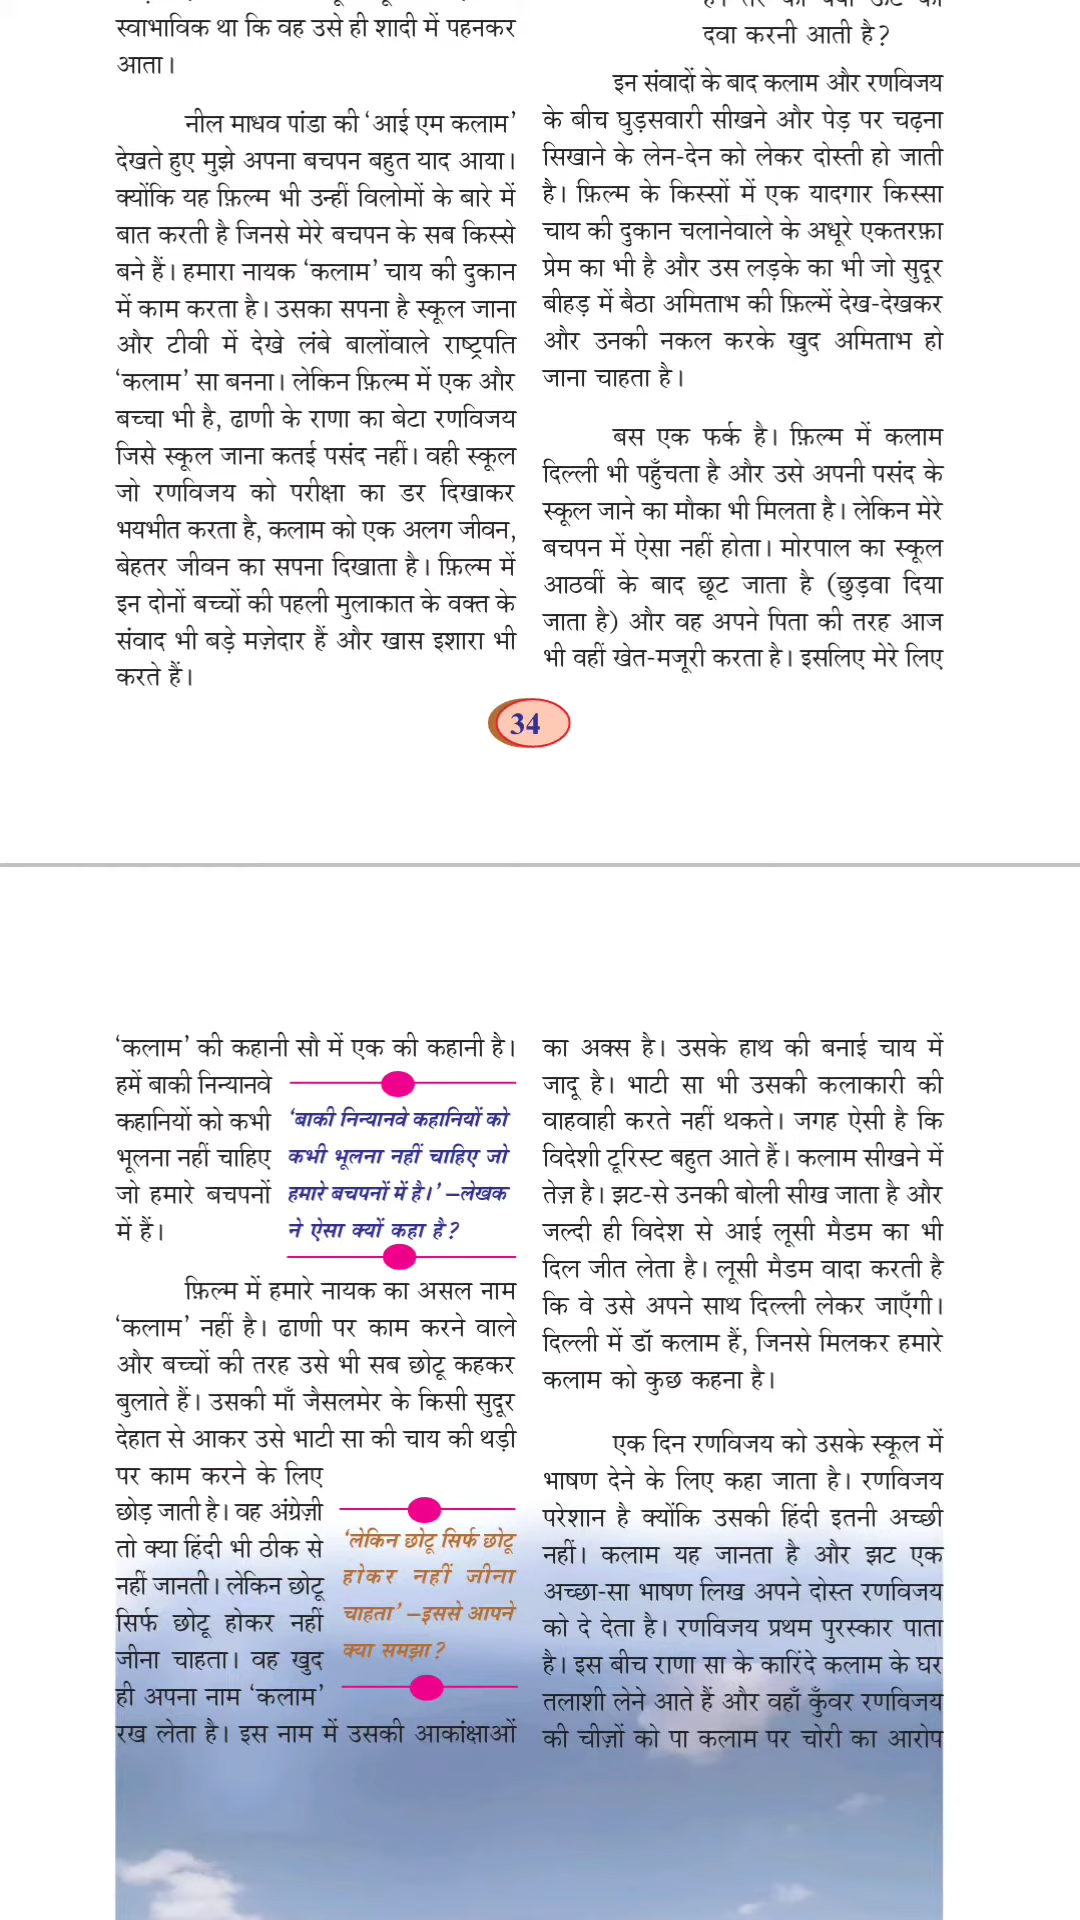 स्वाभाविक था कि वह उसे ही शादी में पहनकर
आता।
नील माधव पांडा की ‘आई एम कलाम’
देखते हुए मुझे अपना बचपन बहुत याद आया।
क्योंकि यह फ़िल्म भी उन्हीं विलोमों के बारे में
बात करती है जिनसे मेरे बचपन के सब किस्से
बने हैं। हमारा नायक ‘कलाम’ चाय की दुकान
में काम करता है। उसका सपना है स्कूल जाना
और टीवी में देखे लंबे बालोंवाले राष्ट्रपति
‘कलाम’ सा बनना। लेकिन फ़िल्म में एक और
बच्चा भी है, ढाणी के राणा का बेटा रणविजय
जिसे स्कूल जाना कतई पसंद नहीं। वही स्कूल
जो रणविजय को परीक्षा का डर दिखाकर
भयभीत करता है, कलाम को एक अलग जीवन,
बेहतर जीवन का सपना दिखाता है। फ़िल्म में
इन दोनों बच्चों की पहली मुलाकात के वक्त के
संवाद भी बड़े मज़ेदार हैं और खास इशारा भी
करते हैं।
दवा करनी आती है?
इन संवादों के बाद कलाम और रणविजय
के बीच घुड़सवारी सीखने और पेड़ पर चढ़ना
सिखाने के लेन-देन को लेकर दोस्ती हो जाती
है। फ़िल्म के किस्सों में एक यादगार किस्सा
चाय की दुकान चलानेवाले के अधूरे एकतरफ़ा
प्रेम का भी है और उस लड़के का भी जो सुदूर
बीहड़ में बैठा अमिताभ की फ़िल्में देख-देखकर
और उनकी नकल करके खुद अमिताभ हो
जाना चाहता है।
बस एक फर्क है। फ़िल्म में कलाम
दिल्ली भी पहुँचता है और उसे अपनी पसंद के
स्कूल जाने का मौका भी मिलता है। लेकिन मेरे
बचपन में ऐसा नहीं होता। मोरपाल का स्कूल
आठवीं के बाद छूट जाता है (छुड़वा दिया
जाता है) और वह अपने पिता की तरह आज
भी वहीं खेत-मजूरी करता है। इसलिए मेरे लिए
34
‘कलाम’ की कहानी सौ में एक की कहानी है।
हमें बाकी निन्यानवे
कहानियों को कभी
भूलना नहीं चाहिए
जो हमारे बचपनों
में हैं।
‘बाकी निन्यानवे कहानियों को
कभी भूलना नहीं चाहिए जो
हमारे बचपनों में है।’ –लेखक
ने ऐसा क्यों कहा है?
फ़िल्म में हमारे नायक का असल नाम
‘कलाम’ नहीं है। ढाणी पर काम करने वाले
और बच्चों की तरह उसे भी सब छोटू कहकर
बुलाते हैं। उसकी माँ जैसलमेर के किसी सुदूर
देहात से आकर उसे भाटी सा की चाय की थड़ी
पर काम करने के लिए
छोड़ जाती है। वह अंग्रेज़ी
तो क्या हिंदी भी ठीक से
नहीं जानती। लेकिन छोटू
सिर्फ छोटू होकर नहीं
जीना चाहता। वह खुद
ही अपना नाम ‘कलाम’
रख लेता है। इस नाम में उसकी आकांक्षाओं
‘लेकिन छोटू सिर्फ छोटू
होकर नहीं जीना
चाहता’ –इससे आपने
क्या समझा?
का अक्स है। उसके हाथ की बनाई चाय में
जादू है। भाटी सा भी उसकी कलाकारी की
वाहवाही करते नहीं थकते। जगह ऐसी है कि
विदेशी टूरिस्ट बहुत आते हैं। कलाम सीखने में
तेज़ है। झट-से उनकी बोली सीख जाता है और
जल्दी ही विदेश से आई लूसी मैडम का भी
दिल जीत लेता है। लूसी मैडम वादा करती है
कि वे उसे अपने साथ दिल्ली लेकर जाएँगी।
दिल्ली में डॉ कलाम हैं, जिनसे मिलकर हमारे
कलाम को कुछ कहना है।
एक दिन रणविजय को उसके स्कूल में
भाषण देने के लिए कहा जाता है। रणविजय
परेशान है क्योंकि उसकी हिंदी इतनी अच्छी
नहीं। कलाम यह जानता है और झट एक
अच्छा-सा भाषण लिख अपने दोस्त रणविजय
को दे देता है। रणविजय प्रथम पुरस्कार पाता
है। इस बीच राणा सा के कारिंदे कलाम के घर
तलाशी लेने आते हैं और वहाँ कुँवर रणविजय
की चीज़ों को पा कलाम पर चोरी का आरोप